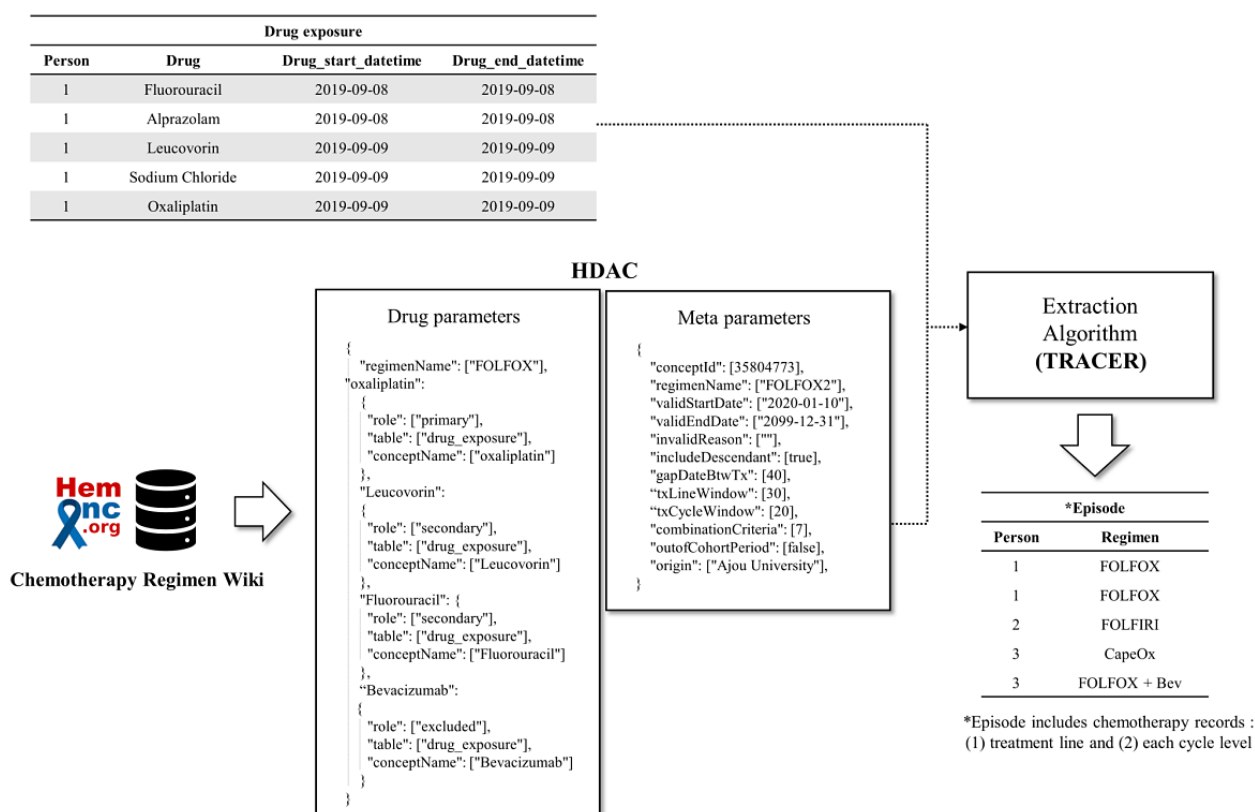 Drug exposure
Person Drug Drug_start_datetime Drug_end_datetime
1 Fluorouracil 2019-09-08 2019-09-08
1 Alprazolam 2019-09-08 2019-09-08
1 Leucovorin 2019-09-09 2019-09-09
1 Sodium Chloride 2019-09-09 2019-09-09
1 Oxaliplatin 2019-09-09 2019-09-09
HDAC
Drug parameters
{
"regimenName": ["FOLFOX"],
"oxaliplatin":
{
"role": ["primary"],
"table": ["drug_exposure"],
"conceptName": ["oxaliplatin"]
},
"Leucovorin":
{
"role": ["secondary"],
"table": ["drug_exposure"],
"conceptName": ["Leucovorin"]
},
"Fluorouracil": {
"role": ["secondary"],
"table": ["drug_exposure"],
"conceptName": ["Fluorouracil"]
},
“Bevacizumab":
{
"role": ["excluded"],
"table": ["drug_exposure"],
"conceptName": ["Bevacizumab"]
}
}
Meta parameters
{
"conceptId": [35804773],
"regimenName": ["FOLFOX2"],
"validStartDate": ["2020-01-10"],
"validEndDate": ["2099-12-31"],
"invalidReason": [""],
"includeDescendant": [true],
"gapDateBtwTx": [40],
“txLineWindow": [30],
“txCycleWindow": [20],
"combinationCriteria": [7],
"outofCohortPeriod": [false],
"origin": ["Ajou University"],
}
Extraction
Algorithm
(TRACER)
Hem
nc
.org
Chemotherapy Regimen Wiki
*Episode
Person Regimen
1 FOLFOX
1 FOLFOX
2 FOLFIRI
3 CapeOx
3 FOLFOX + Bev
*Episode includes chemotherapy records :
(1) treatment line and (2) each cycle level